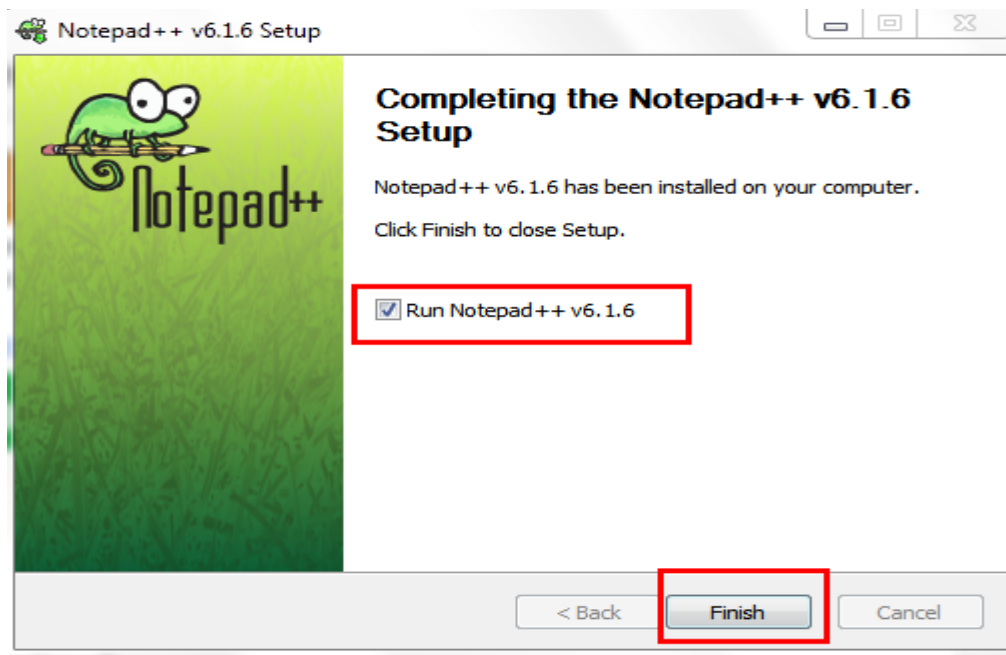 Notepad++ v6.1.6 Setup
Notepad++
Completing the Notepad++ v6.1.6
Setup
Notepad++ v6.1.6 has been installed on your computer.
Click Finish to close Setup.
Run Notepad++ v6.1.6
< Back Finish Cancel